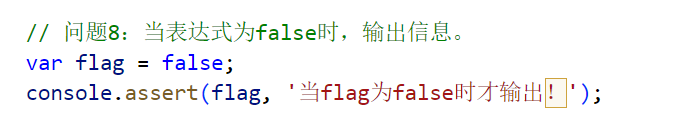 // 问题8：当表达式为false时，输出信息。
var flag = false;
console.assert(flag, '当flag为false时才输出！');